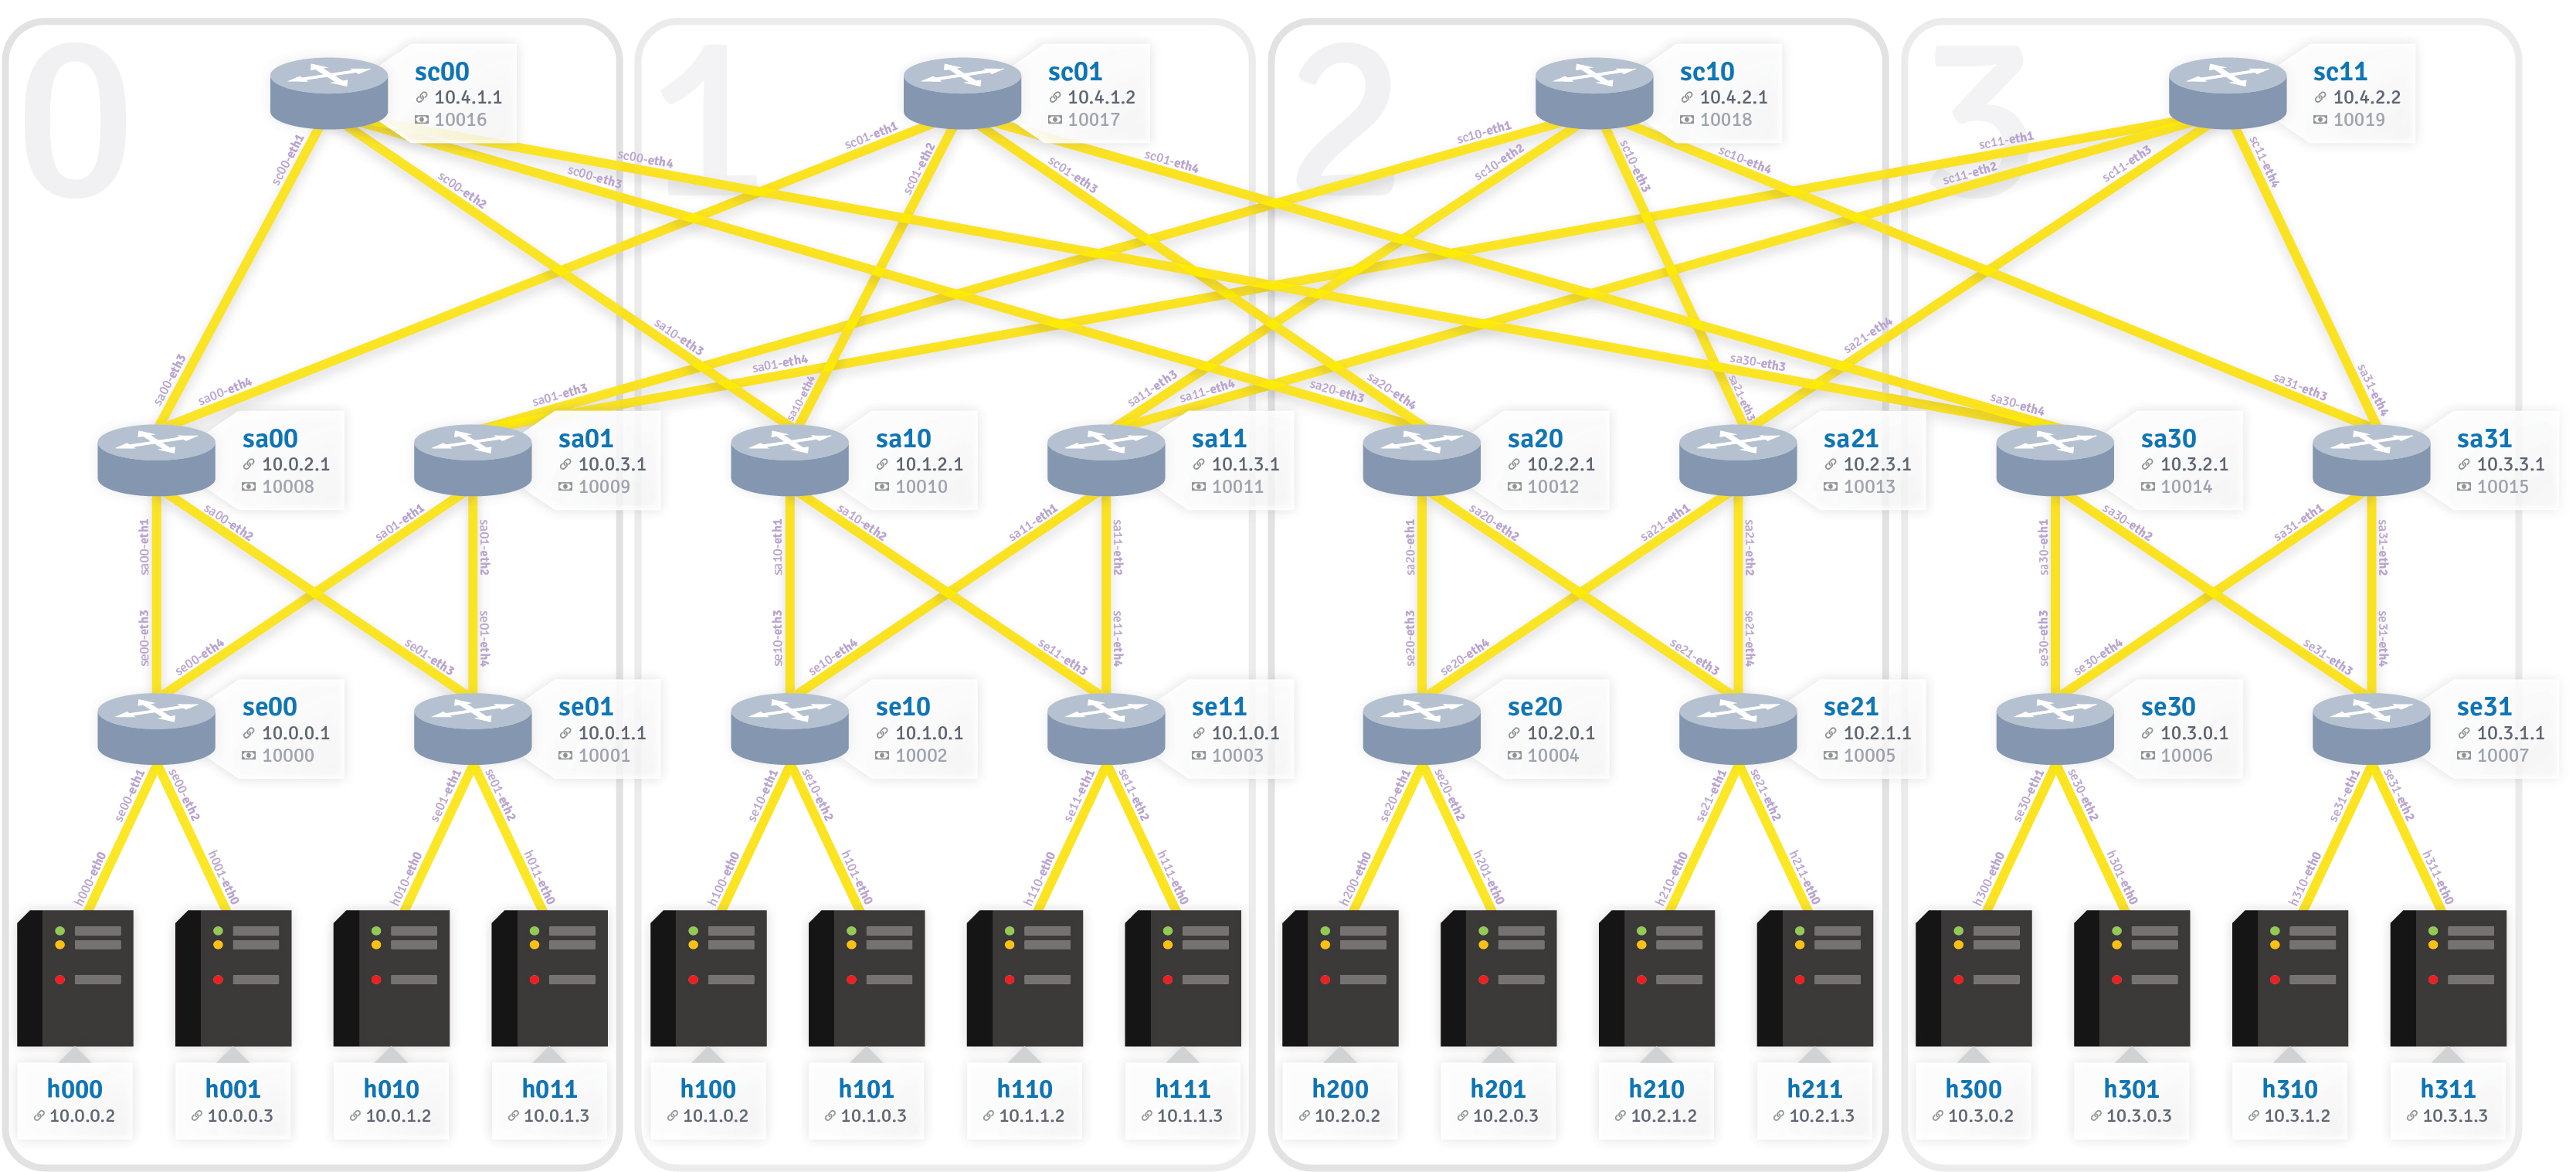 0
1
2
3
sc00
10.4.1.1
10016
sc01
10.4.1.2
10017
sc10
10.4.2.1
10018
sc11
10.4.2.2
10019
sc00-eth1
sc00-eth2
sc00-eth3
sc00-eth4
sc01-eth1
sc01-eth2
sc01-eth3
sc01-eth4
sc10-eth1
sc10-eth2
sc10-eth3
sc10-eth4
sc11-eth1
sc11-eth2
sc11-eth3
sc11-eth4
sa00-eth3
sa00-eth4
sa01-eth3
sa01-eth4
sa10-eth3
sa10-eth4
sa11-eth3
sa11-eth4
sa20-eth3
sa20-eth4
sa21-eth3
sa21-eth4
sa30-eth3
sa30-eth4
sa31-eth3
sa31-eth4
sa00
10.0.2.1
10008
sa01
10.0.3.1
10009
sa10
10.1.2.1
10010
sa11
10.1.3.1
10011
sa20
10.2.2.1
10012
sa21
10.2.3.1
10013
sa30
10.3.2.1
10014
sa31
10.3.3.1
10015
sa00-eth1
sa00-eth2
sa01-eth1
sa01-eth2
sa10-eth1
sa10-eth2
sa11-eth1
sa11-eth2
sa20-eth1
sa20-eth2
sa21-eth1
sa21-eth2
sa30-eth1
sa30-eth2
sa31-eth1
sa31-eth2
se00-eth3
se00-eth4
se01-eth3
se01-eth4
se10-eth3
se10-eth4
se11-eth3
se11-eth4
se20-eth3
se20-eth4
se21-eth3
se21-eth4
se30-eth3
se30-eth4
se31-eth3
se31-eth4
se00
10.0.0.1
10000
se01
10.0.1.1
10001
se10
10.1.0.1
10002
se11
10.1.0.1
10003
se20
10.2.0.1
10004
se21
10.2.1.1
10005
se30
10.3.0.1
10006
se31
10.3.1.1
10007
se00-eth1
se00-eth2
se01-eth1
se01-eth2
se10-eth1
se10-eth2
se11-eth1
se11-eth2
se20-eth1
se20-eth2
se21-eth1
se21-eth2
se30-eth1
se30-eth2
se31-eth1
se31-eth2
h000-eth0
h001-eth0
h010-eth0
h011-eth0
h100-eth0
h101-eth0
h110-eth0
h111-eth0
h200-eth0
h201-eth0
h210-eth0
h211-eth0
h300-eth0
h301-eth0
h310-eth0
h311-eth0
h000
10.0.0.2
h001
10.0.0.3
h010
10.0.1.2
h011
10.0.1.3
h100
10.1.0.2
h101
10.1.0.3
h110
10.1.1.2
h111
10.1.1.3
h200
10.2.0.2
h201
10.2.0.3
h210
10.2.1.2
h211
10.2.1.3
h300
10.3.0.2
h301
10.3.0.3
h310
10.3.1.2
h311
10.3.1.3